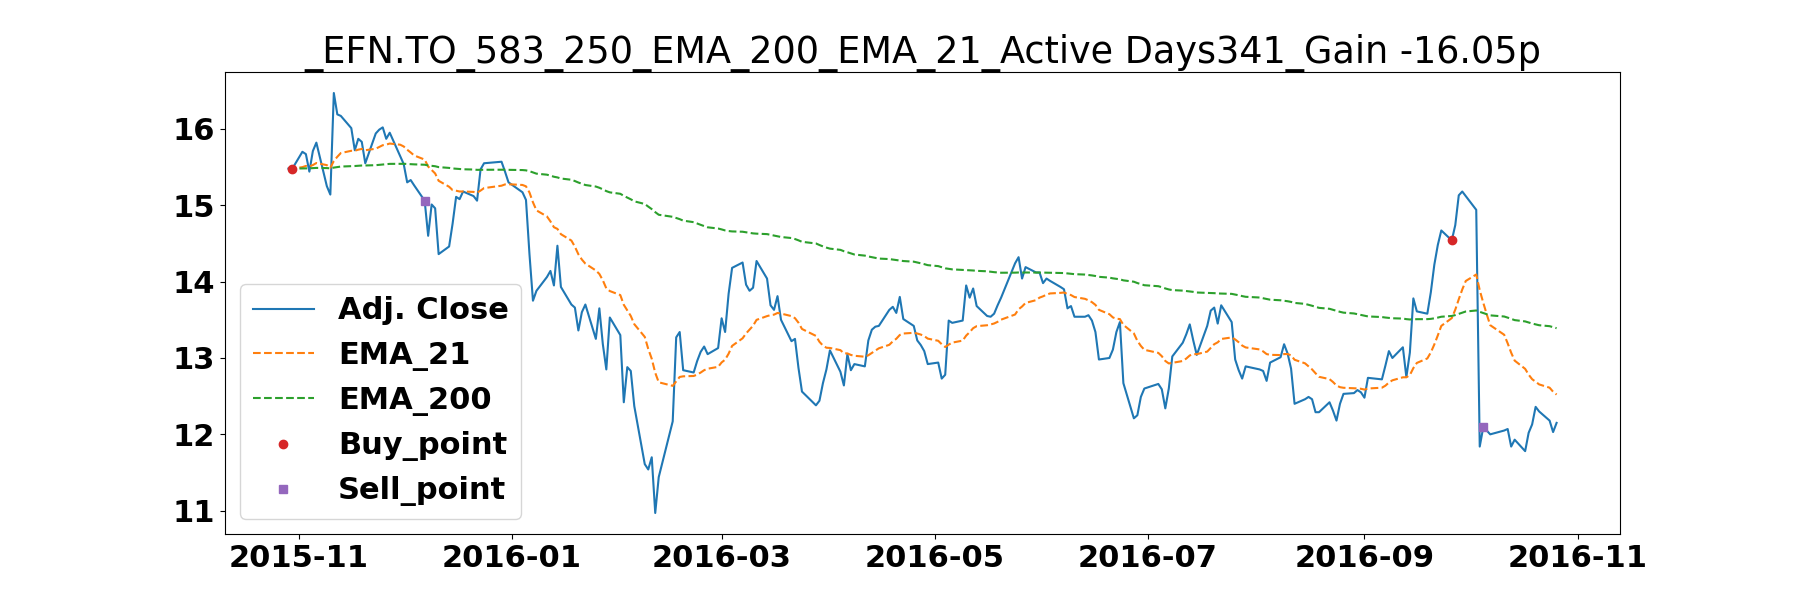 _EFN.TO_583_250_EMA_200_EMA_21_Active Days341_Gain -16.05p
16
15
14
13
12
11
Adj. Close
EMA_21
EMA_200
Buy_point
Sell_point
2015-11 2016-01 2016-03 2016-05 2016-07 2016-09 2016-11